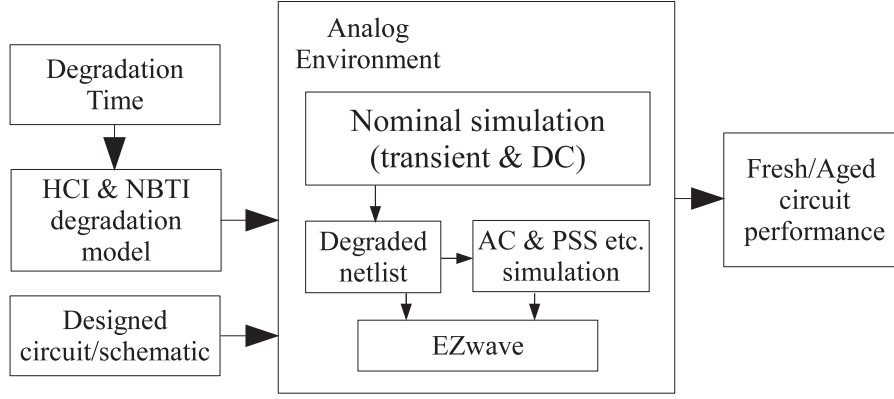 Degradation
Time
HCI & NBTI
degradation
model
Designed
circuit/schematic
Analog
Environment
Nominal simulation
(transient & DC)
Degraded
netlist
AC & PSS etc.
simulation
EZwave
Fresh/Aged
circuit
performance